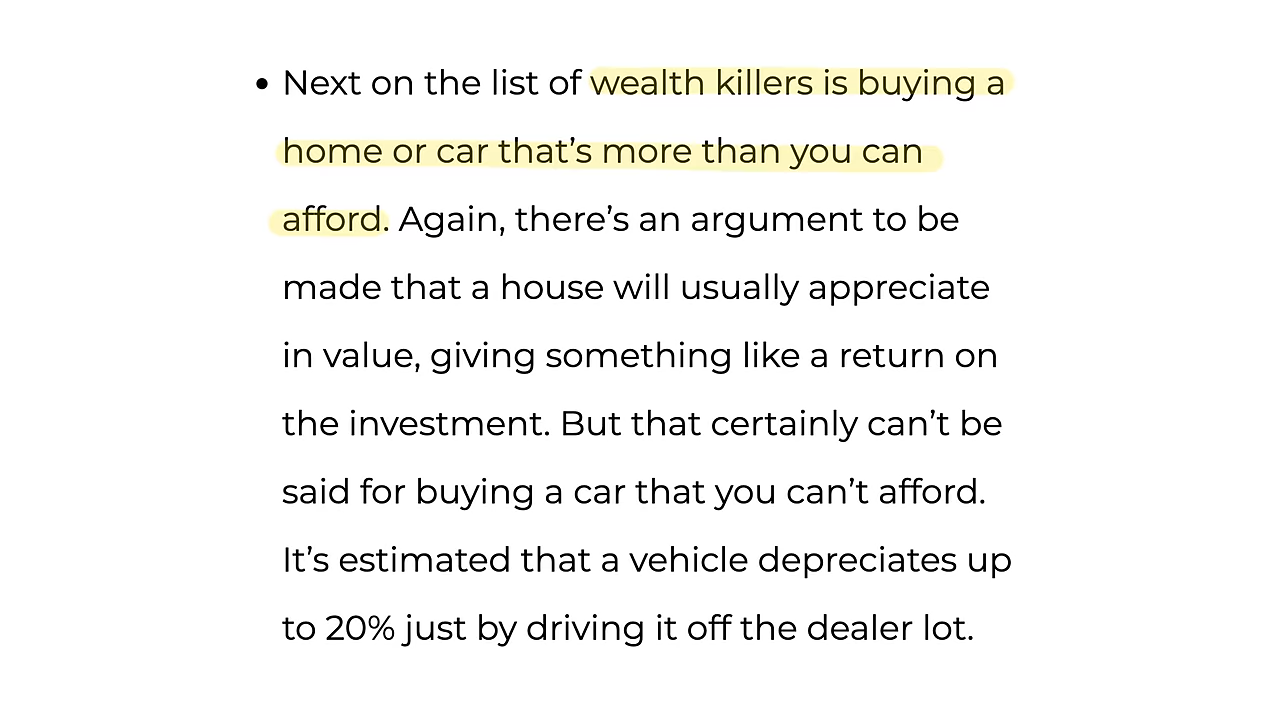 • Next on the list of wealth killers is buying a
home or car that’s more than you can
afford. Again, there’s an argument to be
made that a house will usually appreciate
in value, giving something like a return on
the investment. But that certainly can’t be
said for buying a car that you can’t afford.
It’s estimated that a vehicle depreciates up
to 20% just by driving it off the dealer lot.